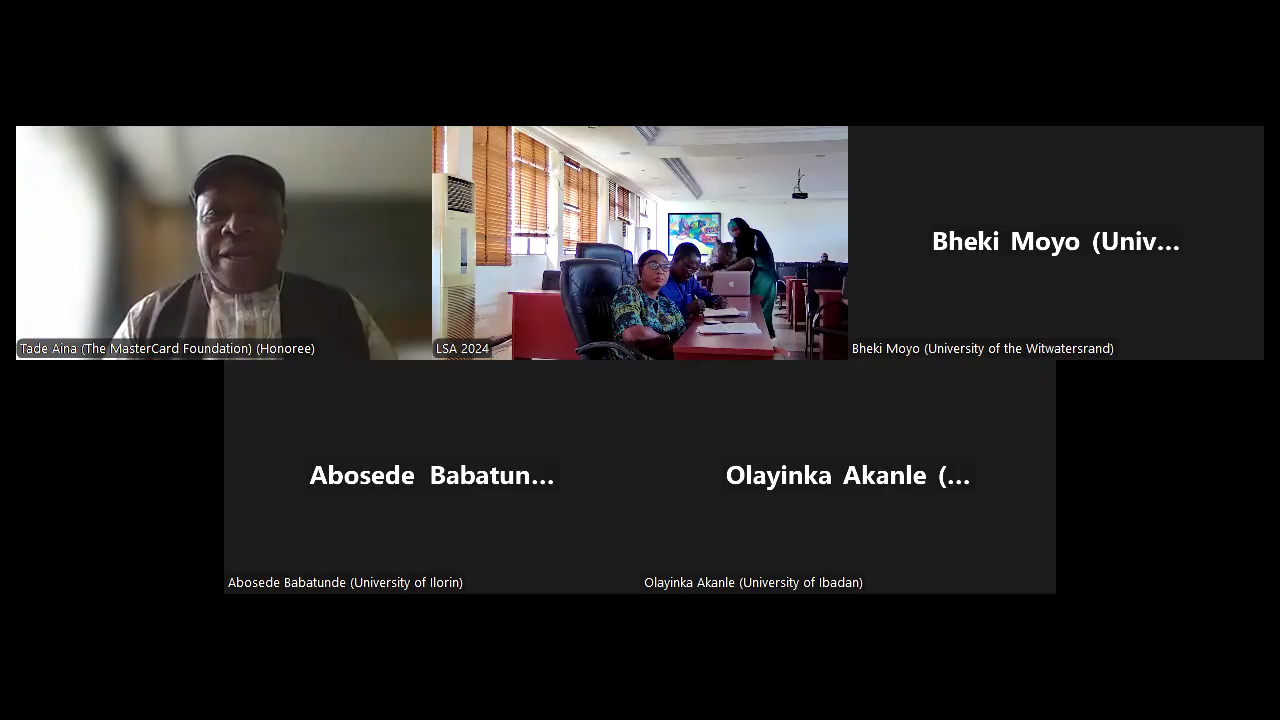 Tade Aina (The MasterCard Foundation) (Honoree)
LSA 2024
Bheki Moyo (Univ...
Bheki Moyo (University of the Witwatersrand)
Abosede Babatun...
Abosede Babatunde (University of Ilorin)
Olayinka Akanle (...
Olayinka Akanle (University of Ibadan)